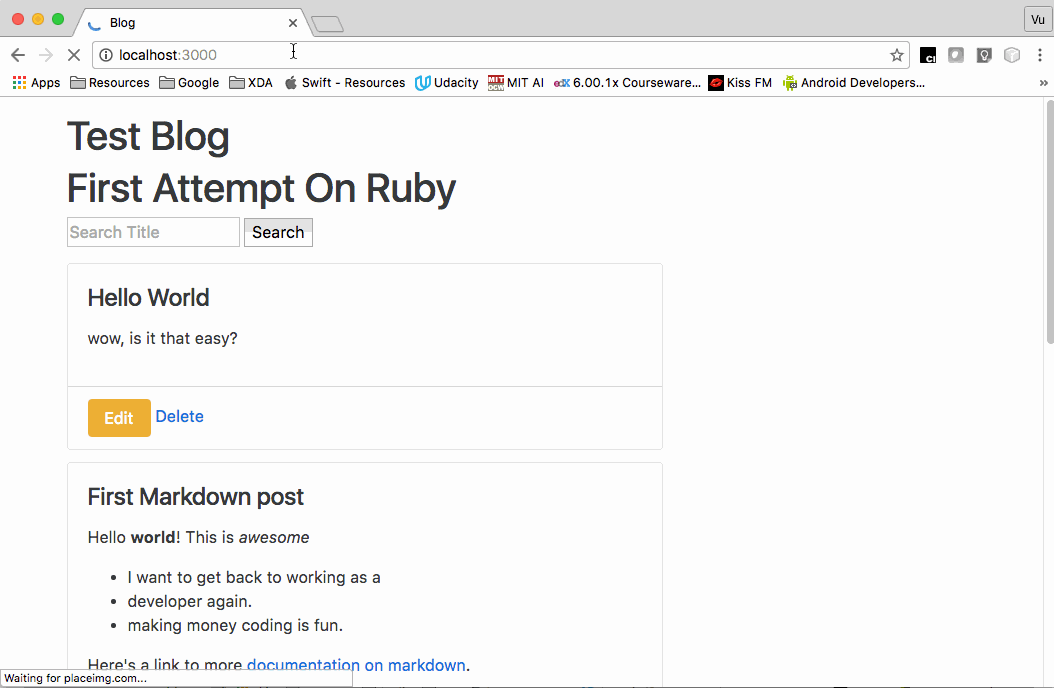 Blog
Vu
localhost:3000
Apps Resources Google XDA Swift - Resources Udacity MIT AI 6.00.1x Courseware... Kiss FM Android Developers... »
Test Blog
First Attempt On Ruby
Search Title Search
Hello World
wow, is it that easy?
Edit Delete
First Markdown post
Hello world! This is awesome
• I want to get back to working as a
• developer again.
• making money coding is fun.
Here's a link to more documentation on markdown.
Waiting for placeimg.com...